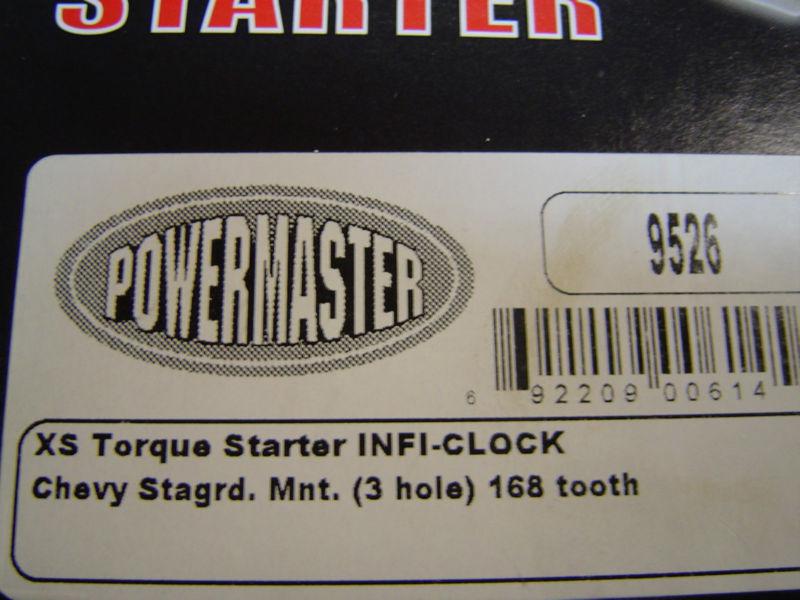 STARTER
POWERMASTER
9526
6 92209 00614
XS Torque Starter INFI-CLOCK
Chevy Stagrd. Mnt. (3 hole) 168 tooth